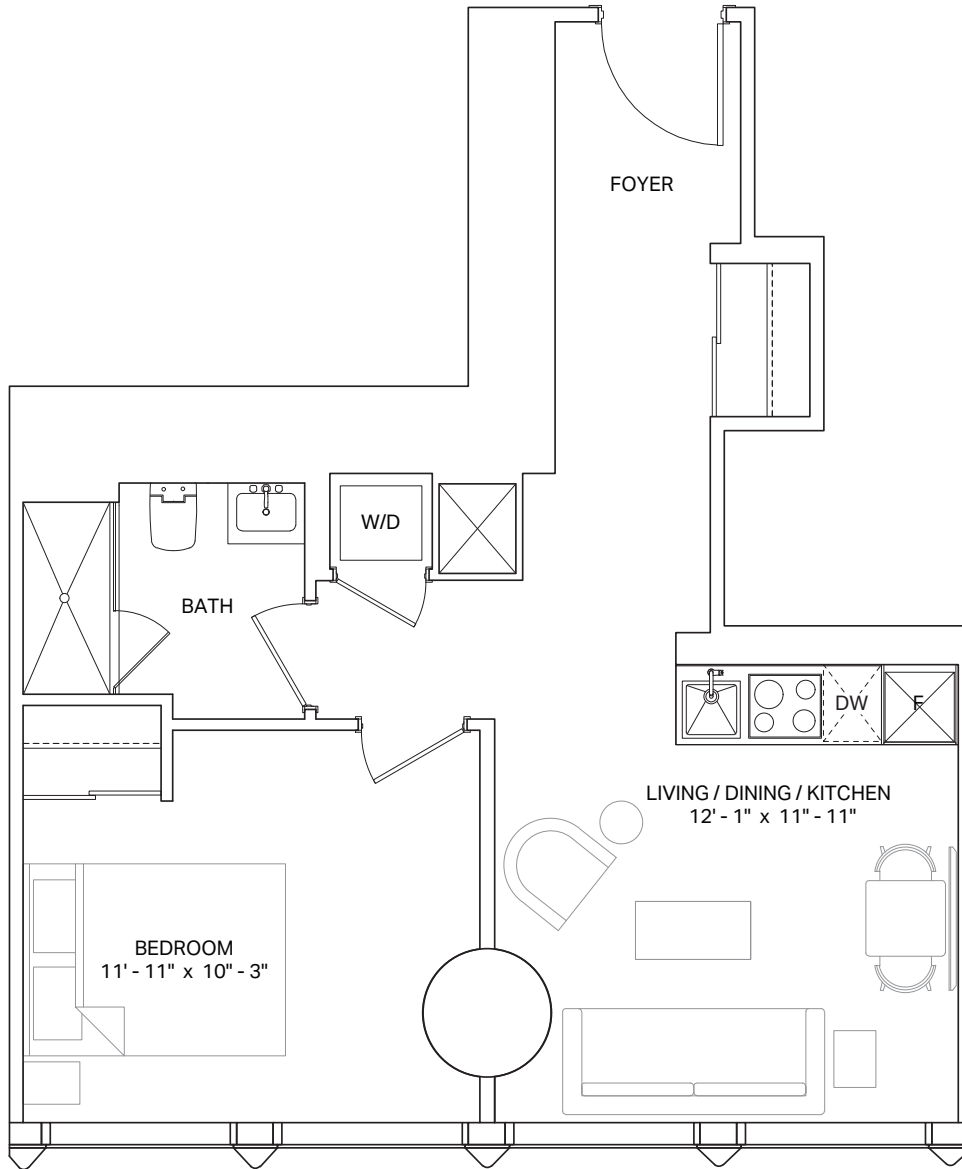 FOYER
W/D
BATH
DW
F
LIVING / DINING / KITCHEN
12' - 1" x 11" - 11"
BEDROOM
11' - 11" x 10" - 3"